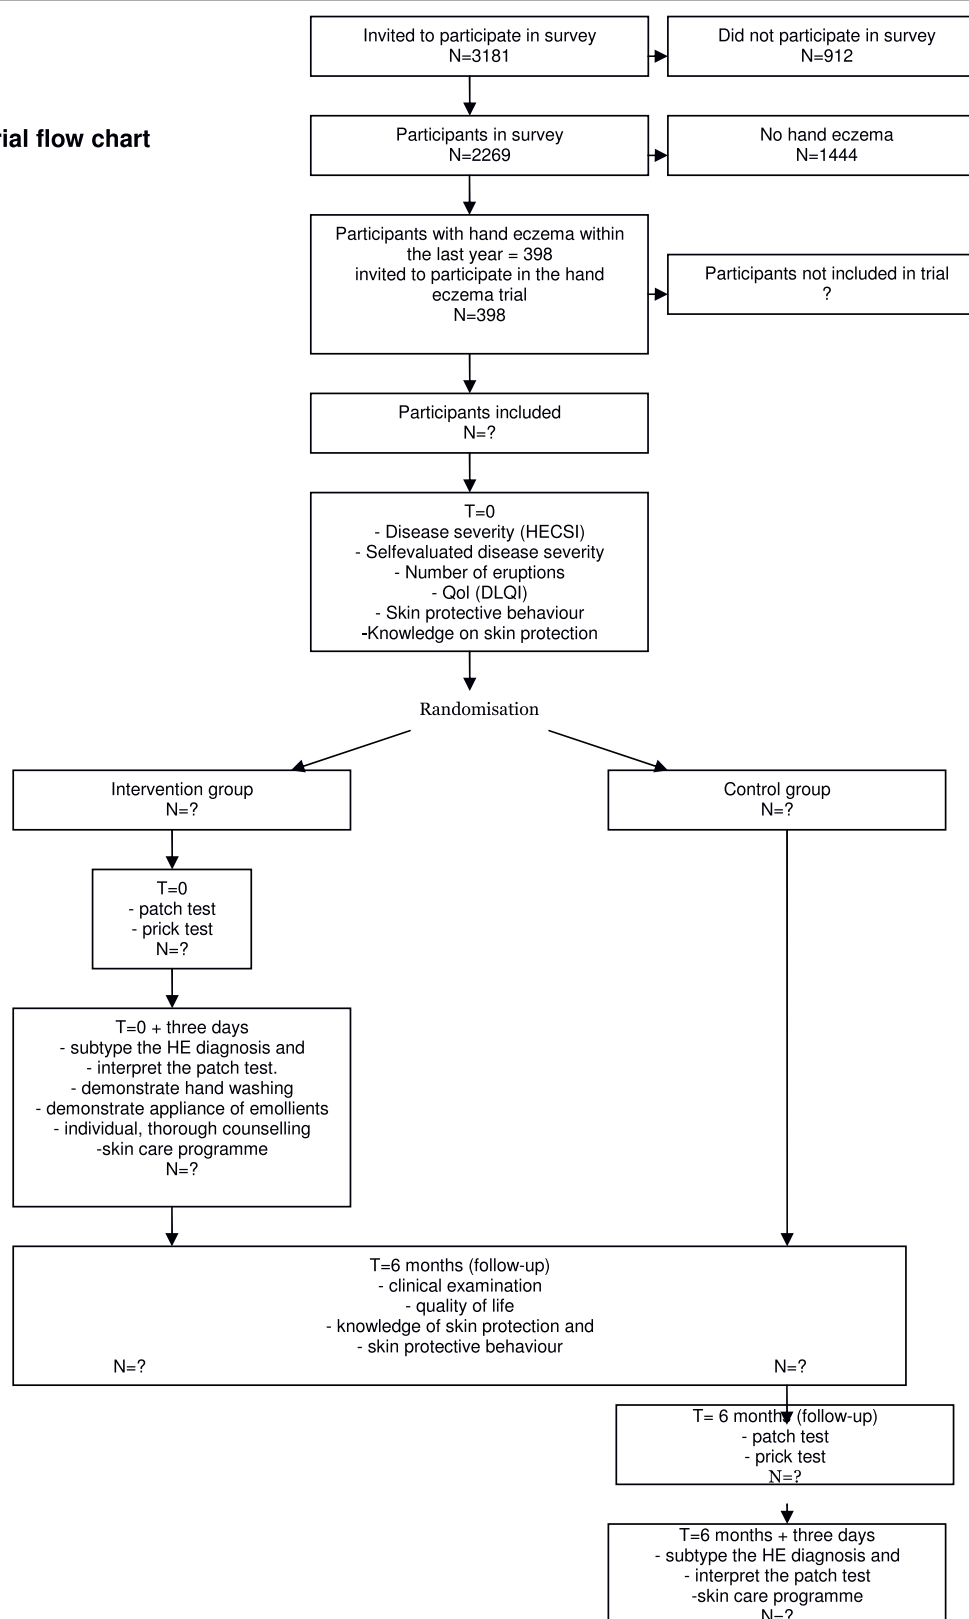 Invited to participate in survey
N=3181
Did not participate in survey
N=912
rial flow chart
Participants in survey
N=2269
No hand eczema
N=1444
Participants with hand eczema within
the last year = 398
invited to participate in the hand
eczema trial
N=398
Participants not included in trial
?
Participants included
N=?
T=0
- Disease severity (HECSI)
- Selfevaluated disease severity
- Number of eruptions
- Qol (DLQI)
- Skin protective behaviour
-Knowledge on skin protection
Randomisation
Intervention group
N=?
Control group
N=?
T=0
- patch test
- prick test
N=?
T=0 + three days
- subtype the HE diagnosis and
- interpret the patch test.
- demonstrate hand washing
- demonstrate appliance of emollients
- individual, thorough counselling
-skin care programme
N=?
T=6 months (follow-up)
- clinical examination
- quality of life
- knowledge of skin protection and
- skin protective behaviour
N=? N=?
T= 6 months (follow-up)
- patch test
- prick test
N=?
T=6 months + three days
- subtype the HE diagnosis and
- interpret the patch test
-skin care programme
N=?